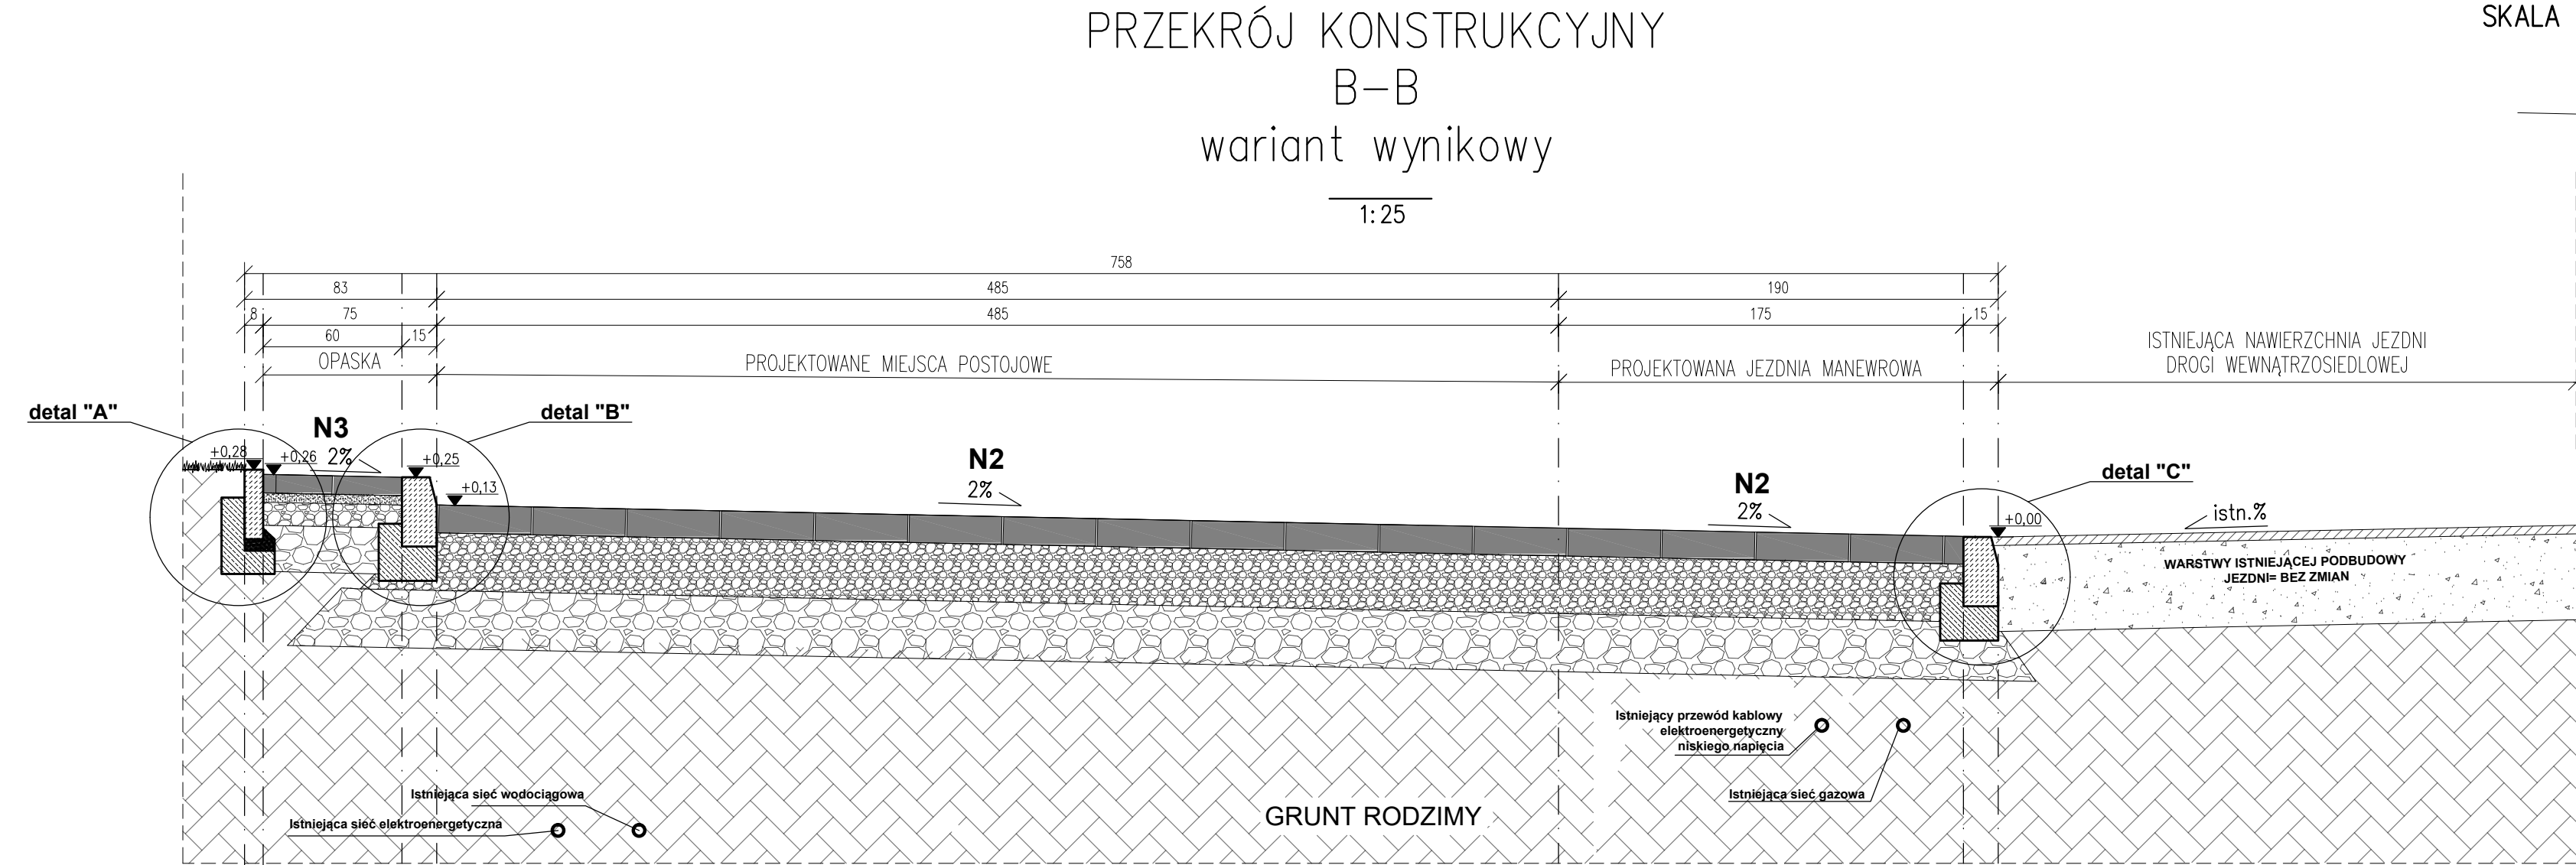 PRZEKRÓJ KONSTRUKCYJNY
SKALA
B-B
wariant wynikowy
1:25
758
83
485
190
8
75
485
175
15
60
15
OPASKA
PROJEKTOWANE MIEJSCA POSTOJOWE
PROJEKTOWANA JEZDNIA MANEWROWA
ISTNIEJĄCA NAWIERZCHNIA JEZDNI
DROGI WEWNĄTRZOSIEDLOWEJ
detal "A"
N3
2%
detal "B"
+0,28
+0,26
+0,25
+0,13
N2
2%
N2
2%
detal "C"
+0,00
istn.%
WARSTWY ISTNIEJĄCEJ PODBUDOWY
JEZDNI= BEZ ZMIAN
Istniejący przewód kablowy
elektroenergetyczny
niskiego napięcia
Istniejąca sieć gazowa
Istniejąca sieć wodociągowa
Istniejąca sieć elektroenergetyczna
GRUNT RODZIMY